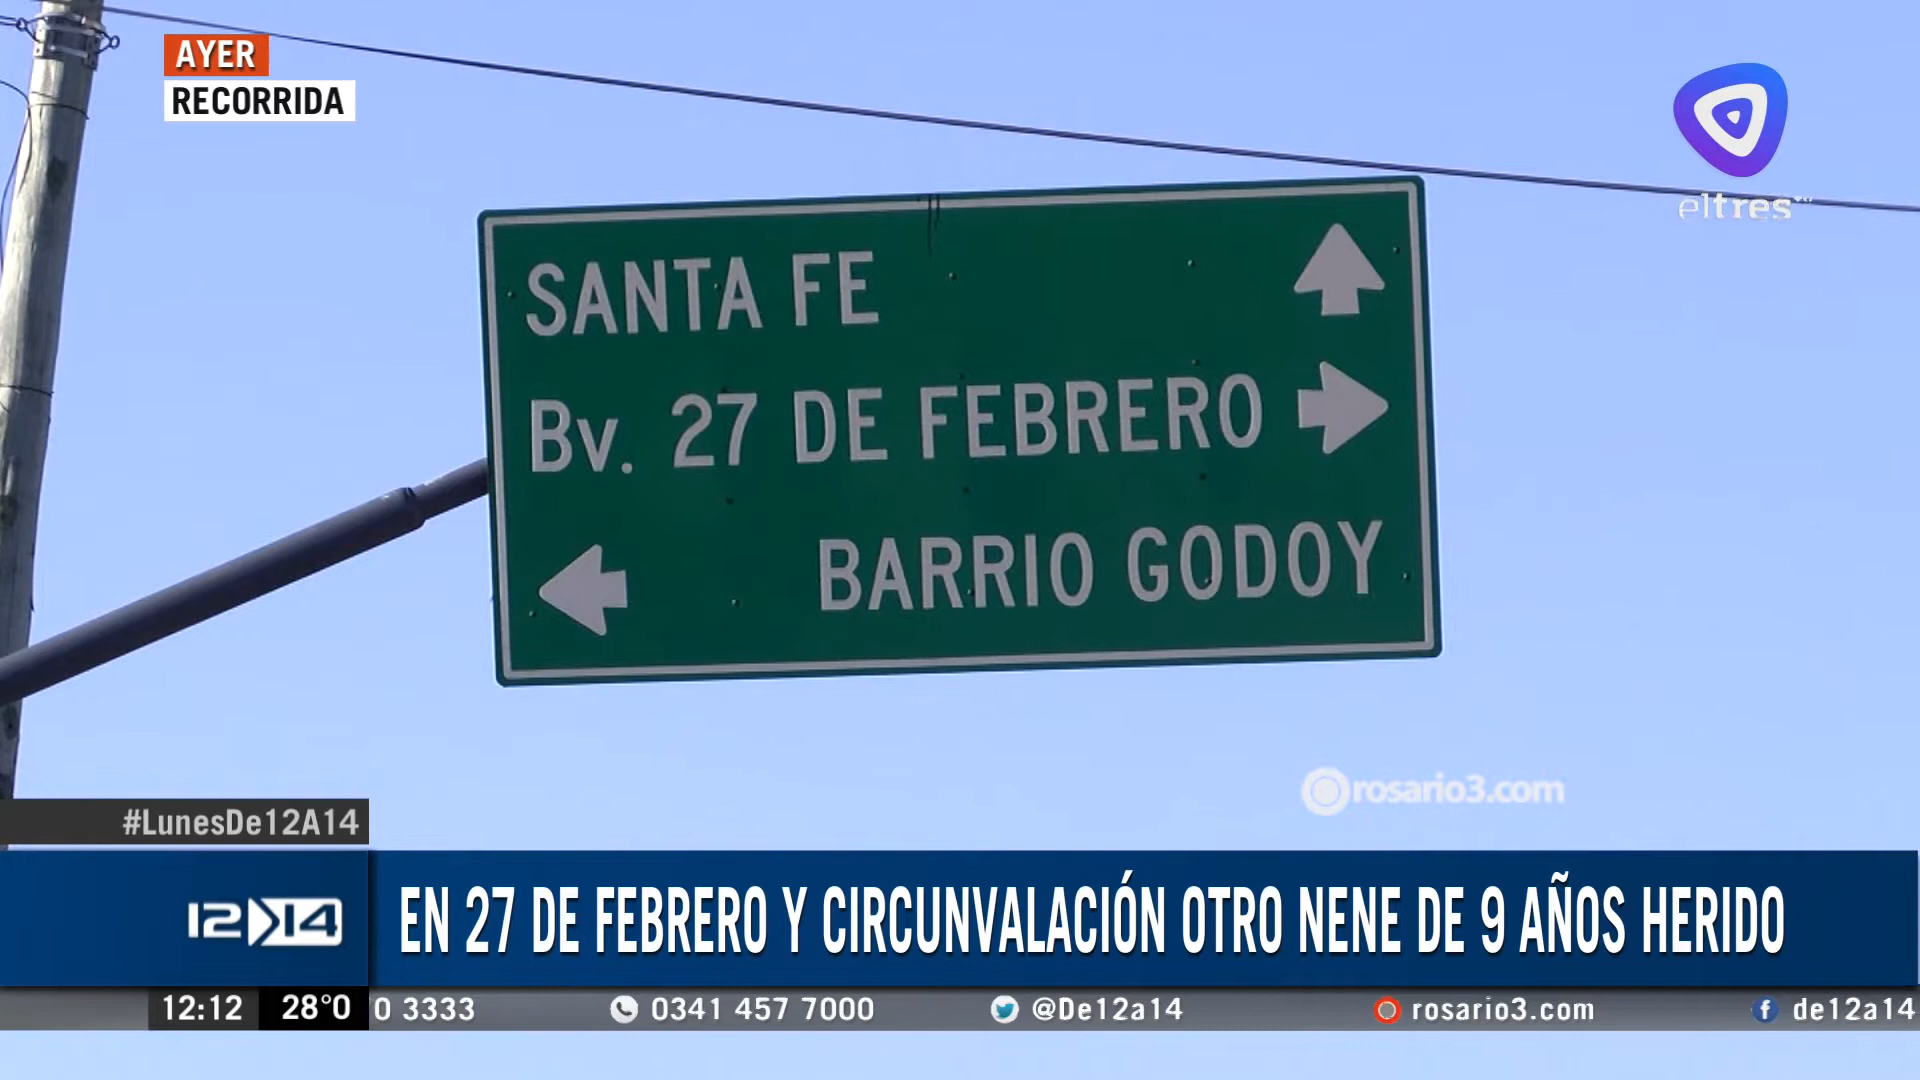 AYER
RECORRIDA
eltres
SANTA FE
Bv. 27 DE FEBRERO
BARRIO GODOY
rosario3.com
#LunesDe12A14
12 14
EN 27 DE FEBRERO Y CIRCUNVALACIÓN OTRO NENE DE 9 AÑOS HERIDO
12:12 28°0 0 3333 0341 457 7000 @De12a14 rosario3.com de12a14